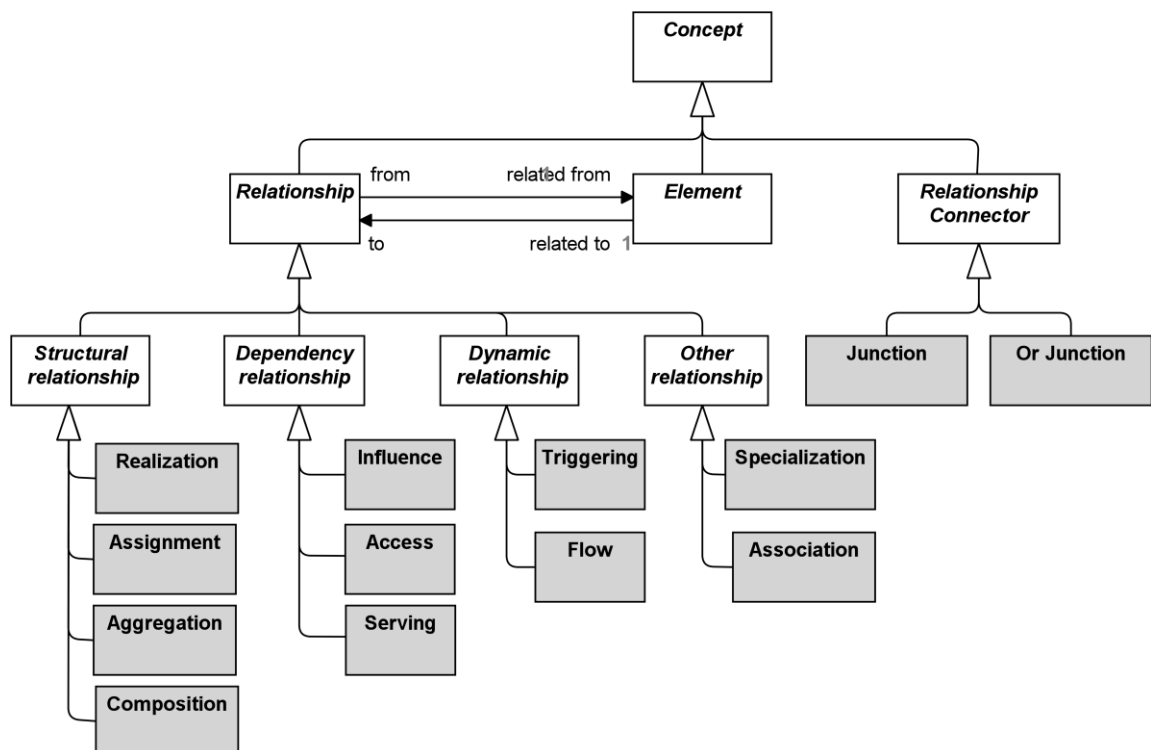 Concept
from
related from
1
Relationship
Element
Relationship
Connector
to
related to 1
Structural
relationship
Dependency
relationship
Dynamic
relationship
Other
relationship
Junction
Or Junction
Realization
Influence
Triggering
Specialization
Assignment
Access
Flow
Association
Aggregation
Serving
Composition